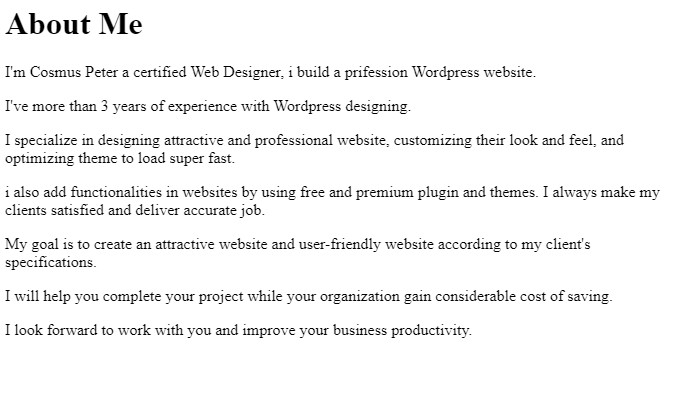 About Me
I'm Cosmus Peter a certified Web Designer, i build a prifession Wordpress website.
I've more than 3 years of experience with Wordpress designing.
I specialize in designing attractive and professional website, customizing their look and feel, and
optimizing theme to load super fast.
i also add functionalities in websites by using free and premium plugin and themes. I always make my
clients satisfied and deliver accurate job.
My goal is to create an attractive website and user-friendly website according to my client's
specifications.
I will help you complete your project while your organization gain considerable cost of saving.
I look forward to work with you and improve your business productivity.